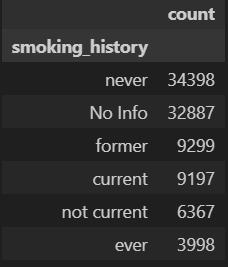 count
smoking_history
never 34398
No Info 32887
former 9299
current 9197
not current 6367
ever 3998